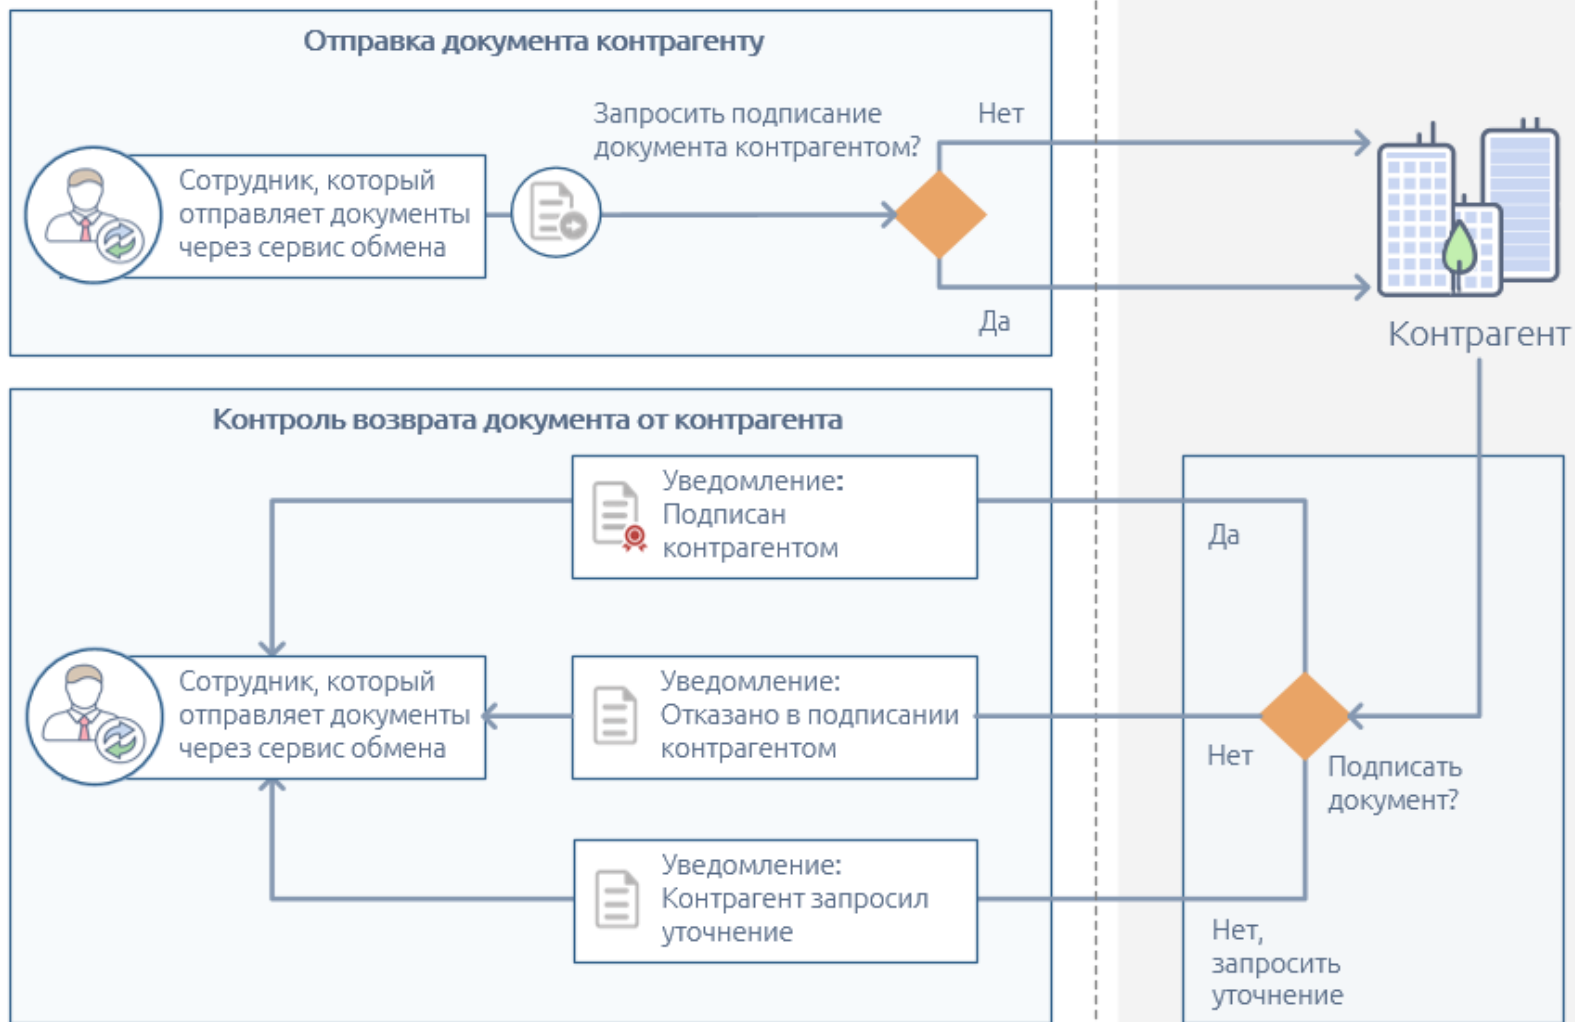 Отправка документа контрагенту
Запросить подписание
документа контрагентом?
Нет
Сотрудник, который
отправляет документы
через сервис обмена
Да
Контрагент
Контроль возврата документа от контрагента
Уведомление:
Подписан
контрагентом
Да
Сотрудник, который
отправляет документы
через сервис обмена
Уведомление:
Отказано в подписании
контрагентом
Нет
Подписать
документ?
Уведомление:
Контрагент запросил
уточнение
Нет,
запросить
уточнение